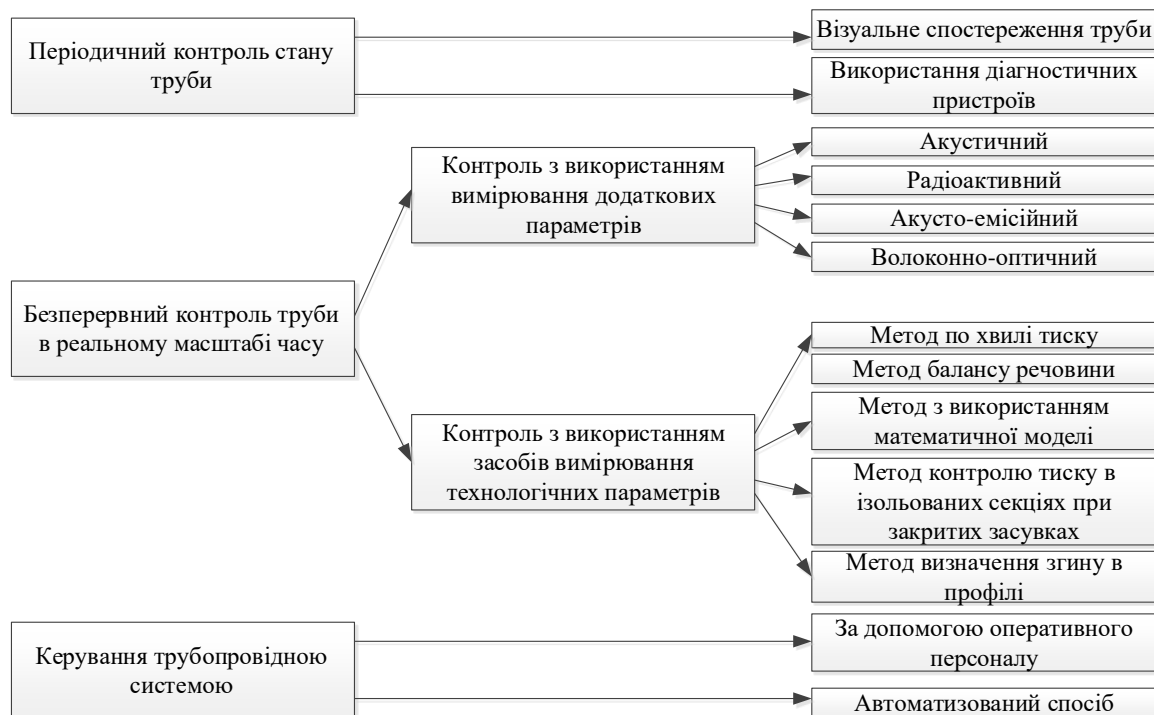 Періодичний контроль стану
труби
Візуальне спостереження труби
Використання діагностичних
пристроїв
Безперервний контроль труби
в реальному масштабі часу
Контроль з використанням
вимірювання додаткових
параметрів
Акустичний
Радіоактивний
Акусто-емісійний
Волоконно-оптичний
Контроль з використанням
засобів вимірювання
технологічних параметрів
Метод по хвилі тиску
Метод балансу речовини
Метод з використанням
математичної моделі
Метод контролю тиску в
ізольованих секціях при
закритих засувках
Метод визначення згину в
профілі
Керування трубопровідною
системою
За допомогою оперативного
персоналу
Автоматизований спосіб